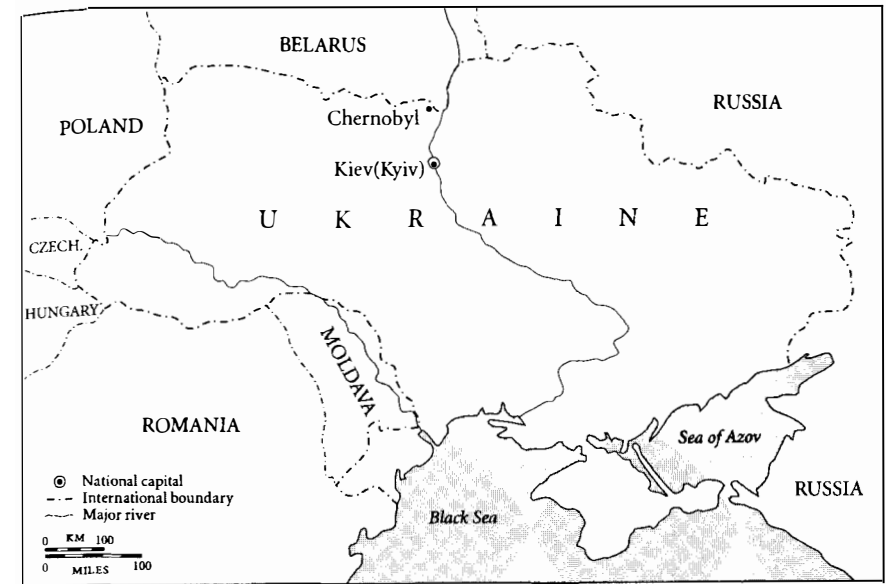 BELARUS
RUSSIA
POLAND
Chernobyl
Kiev(Kyiv)
U K R A I N E
CZECH.
HUNGARY
MOLDAVA
ROMANIA
Sea of Azov
RUSSIA
Black Sea
National capital
International boundary
Major river
0 KM 100
0 MILES 100